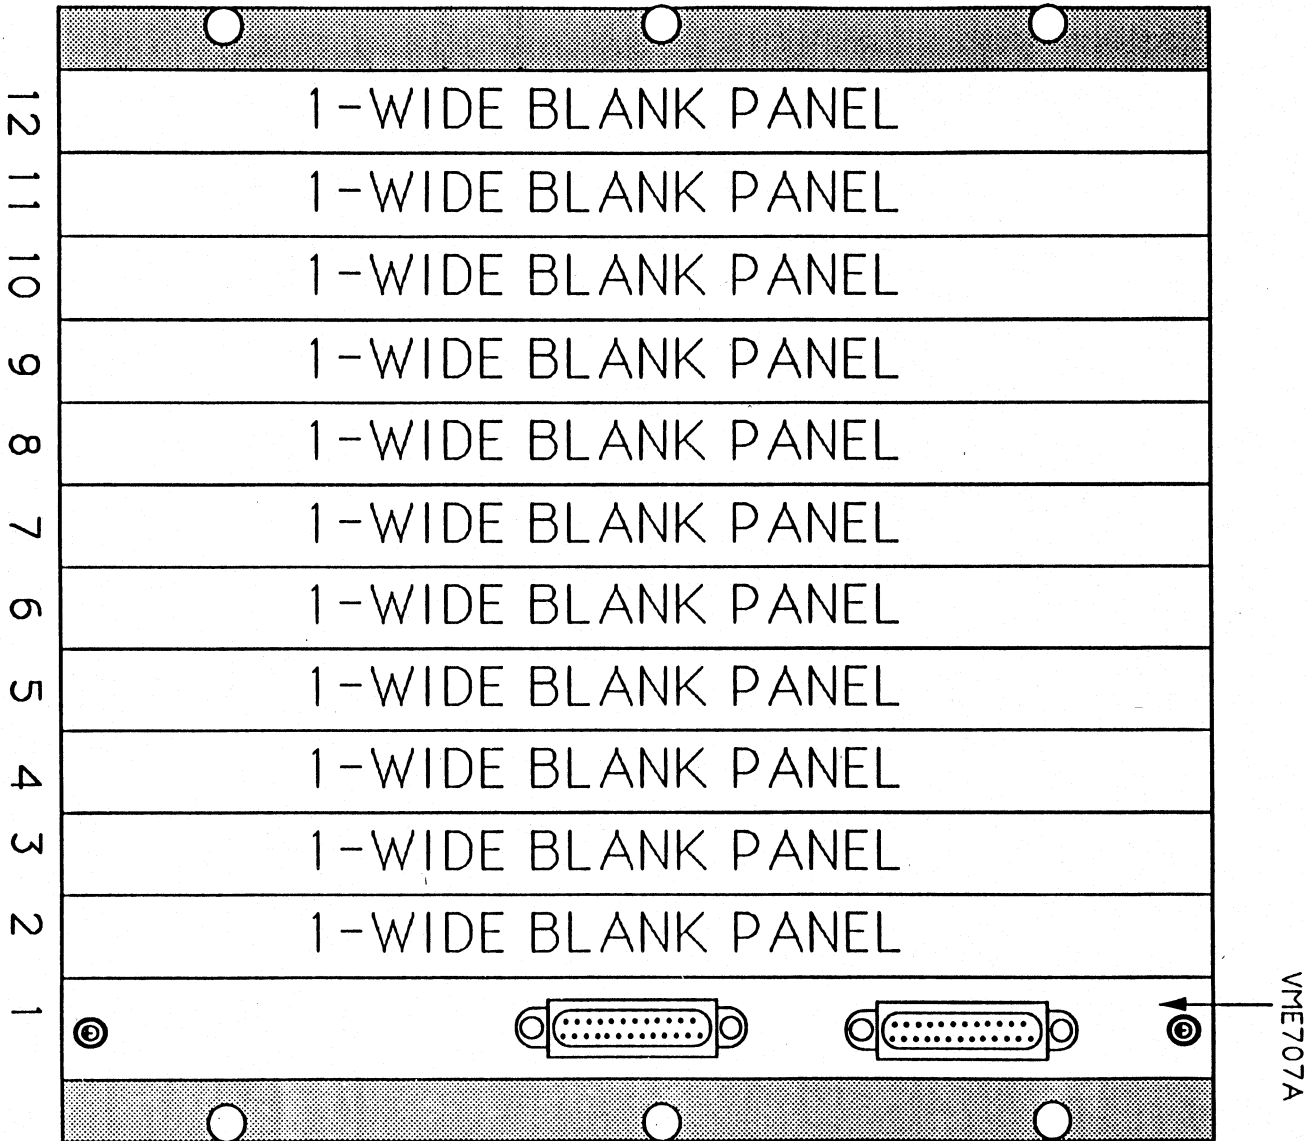 12 1-WIDE BLANK PANEL
11 1-WIDE BLANK PANEL
10 1-WIDE BLANK PANEL
9 1-WIDE BLANK PANEL
8 1-WIDE BLANK PANEL
7 1-WIDE BLANK PANEL
6 1-WIDE BLANK PANEL
5 1-WIDE BLANK PANEL
4 1-WIDE BLANK PANEL
3 1-WIDE BLANK PANEL
2 1-WIDE BLANK PANEL
1
VME707A